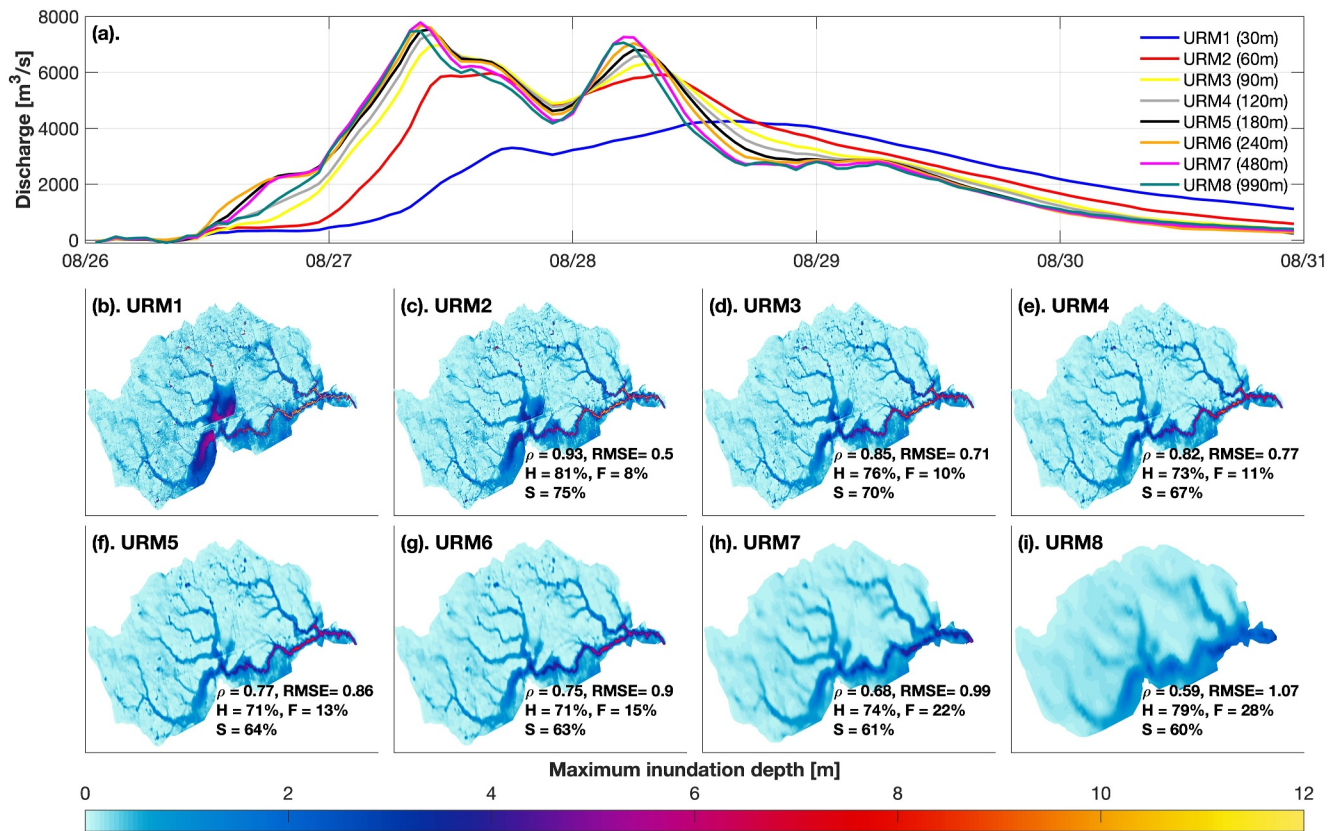 (a).
Discharge [m³/s]
8000
6000
4000
2000
0
08/26
08/27
08/28
08/29
08/30
08/31
URM1 (30m)
URM2 (60m)
URM3 (90m)
URM4 (120m)
URM5 (180m)
URM6 (240m)
URM7 (480m)
URM8 (990m)
(b). URM1
(c). URM2
ρ = 0.93, RMSE= 0.5
H = 81%, F = 8%
S = 75%
(d). URM3
ρ = 0.85, RMSE= 0.71
H = 76%, F = 10%
S = 70%
(e). URM4
ρ = 0.82, RMSE= 0.77
H = 73%, F = 11%
S = 67%
(f). URM5
ρ = 0.77, RMSE= 0.86
H = 71%, F = 13%
S = 64%
(g). URM6
ρ = 0.75, RMSE= 0.9
H = 71%, F = 15%
S = 63%
(h). URM7
ρ = 0.68, RMSE= 0.99
H = 74%, F = 22%
S = 61%
(i). URM8
ρ = 0.59, RMSE= 1.07
H = 79%, F = 28%
S = 60%
Maximum inundation depth [m]
0 2 4 6 8 10 12